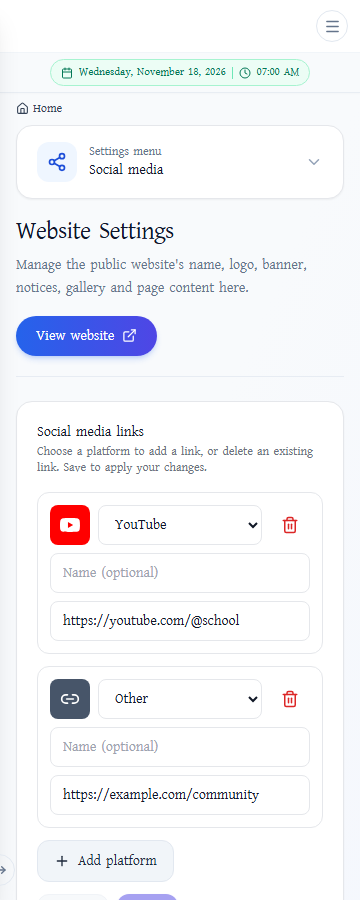 Wednesday, November 18, 2026 | 07:00 AM
Home
Settings menu
Social media
Website Settings
Manage the public website's name, logo, banner,
notices, gallery and page content here.
View website
Social media links
Choose a platform to add a link, or delete an existing
link. Save to apply your changes.
YouTube
Name (optional)
https://youtube.com/@school
Other
Name (optional)
https://example.com/community
Add platform